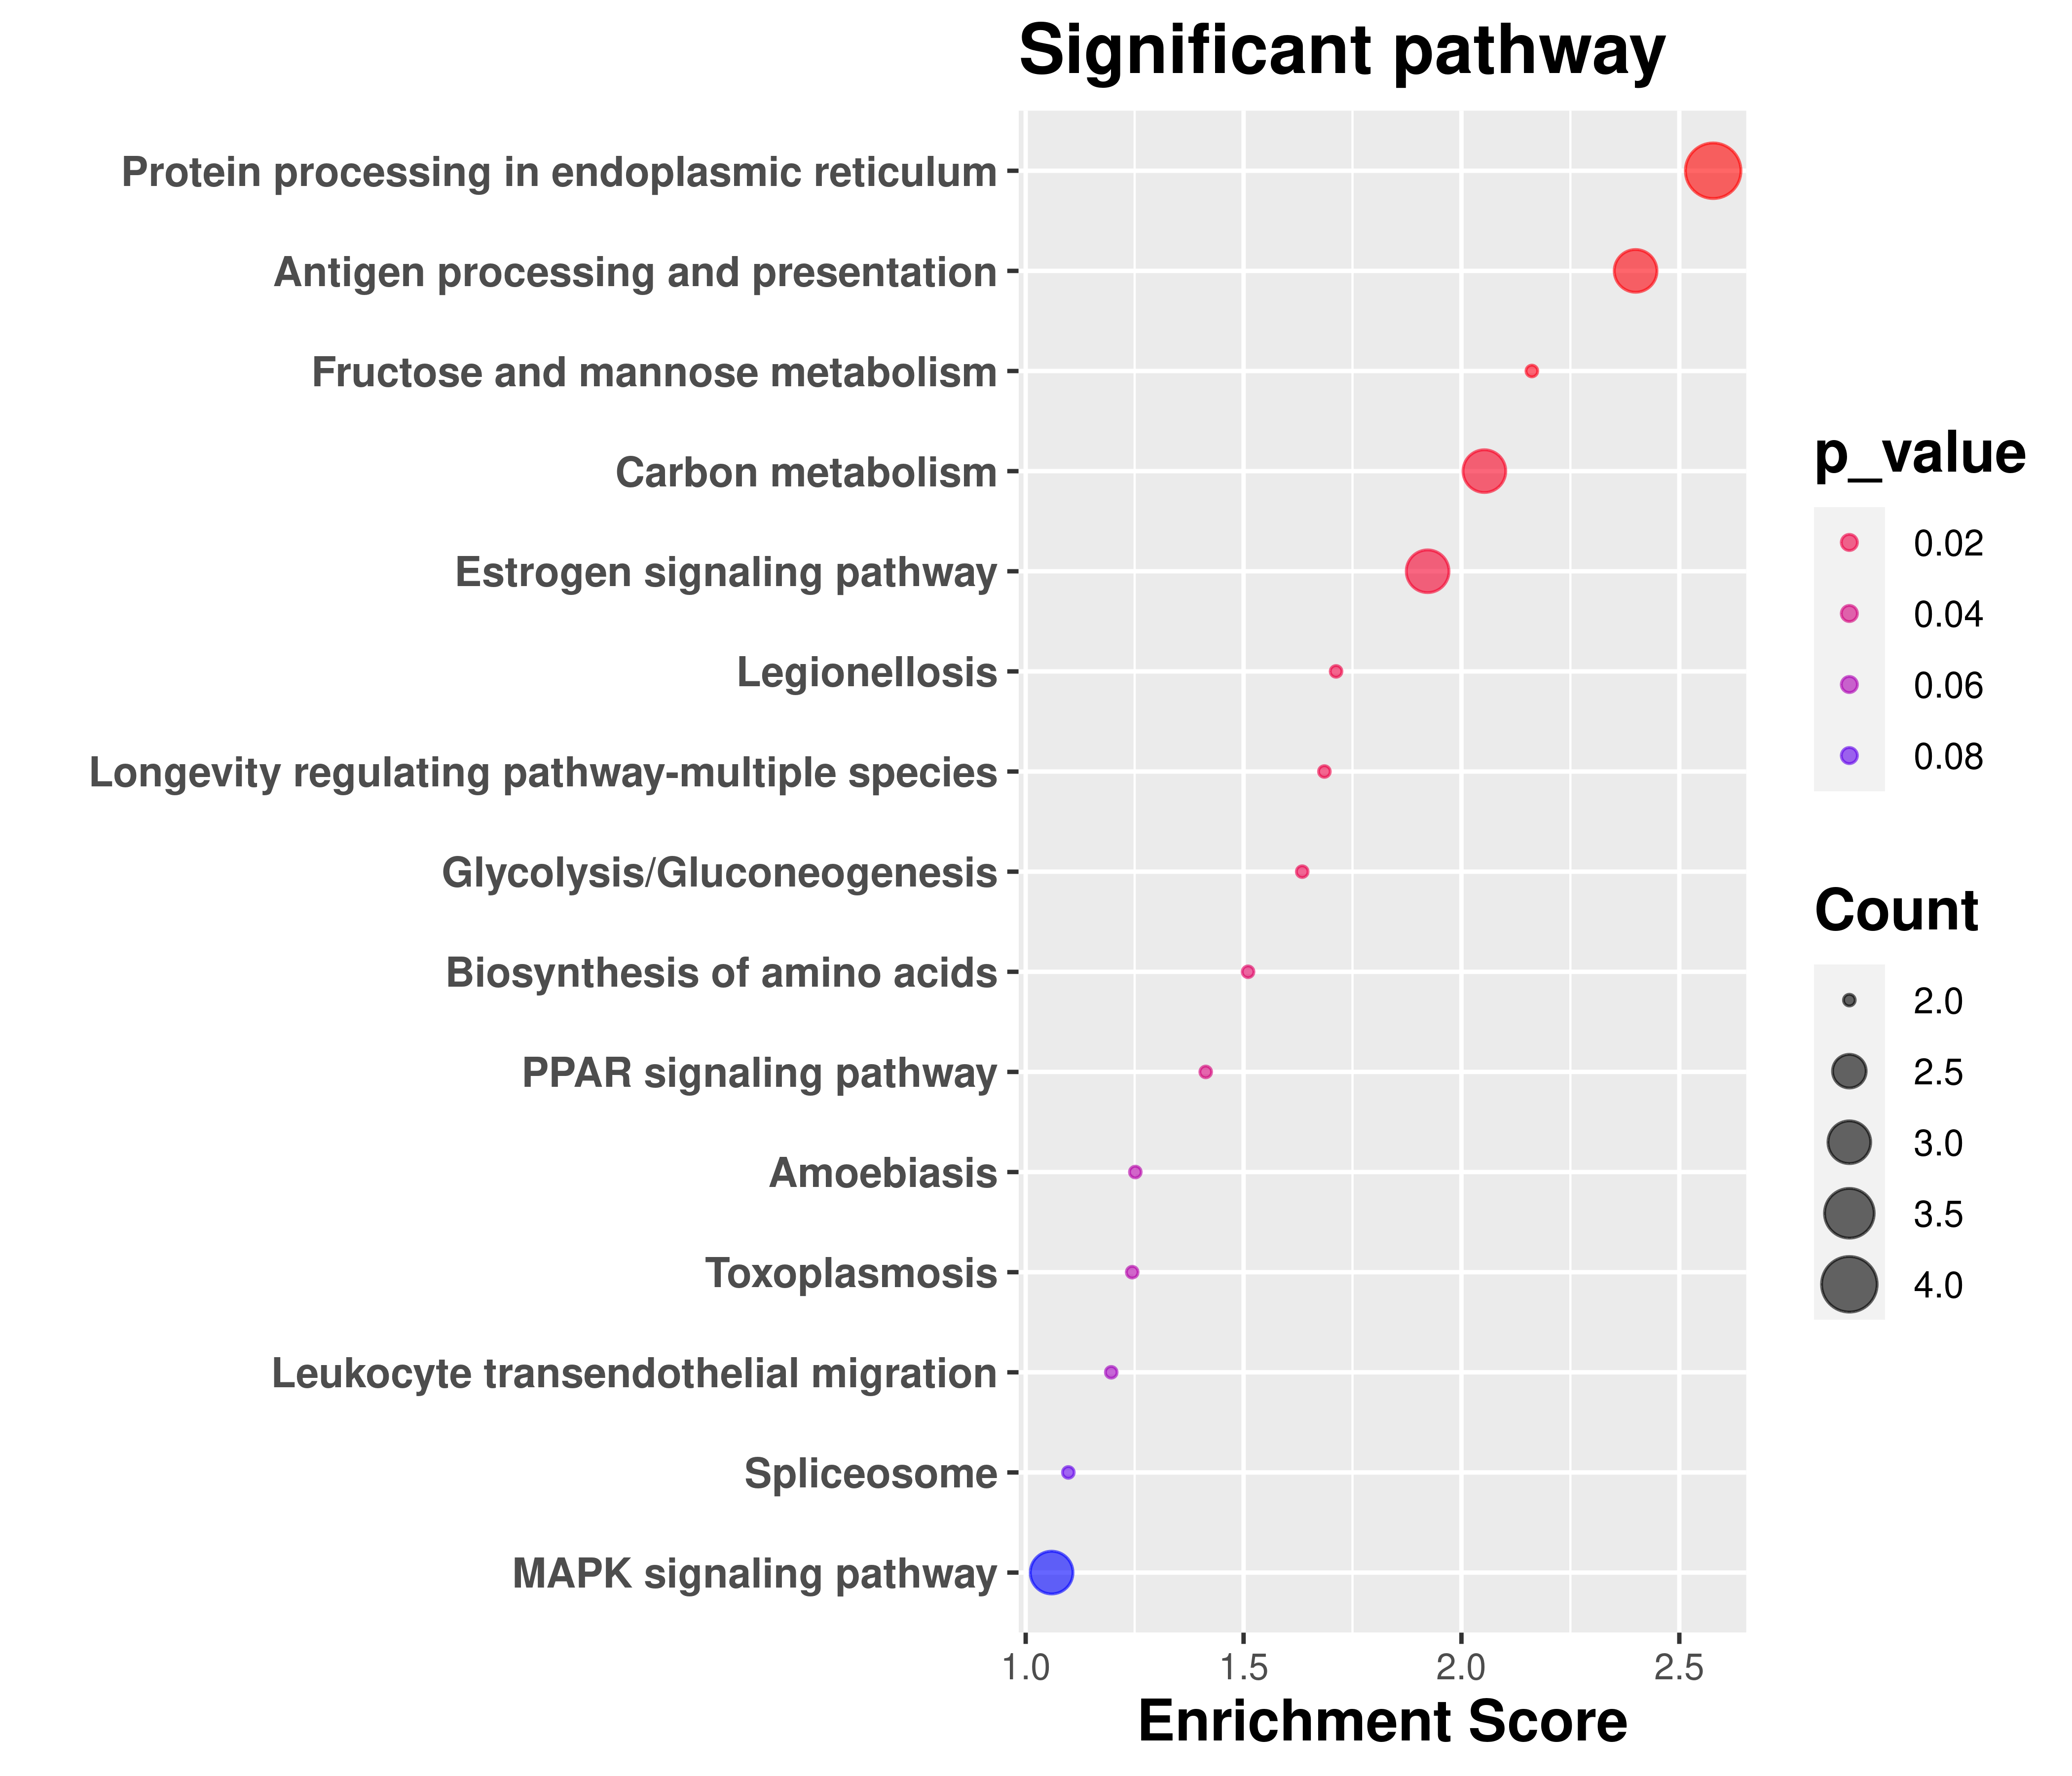 Significant pathway
Protein processing in endoplasmic reticulum
Antigen processing and presentation
Fructose and mannose metabolism
Carbon metabolism
Estrogen signaling pathway
Legionellosis
Longevity regulating pathway-multiple species
Glycolysis/Gluconeogenesis
Biosynthesis of amino acids
PPAR signaling pathway
Amoebiasis
Toxoplasmosis
Leukocyte transendothelial migration
Spliceosome
MAPK signaling pathway
1.0 1.5 2.0 2.5
Enrichment Score
p_value
0.02
0.04
0.06
0.08
Count
2.0
2.5
3.0
3.5
4.0